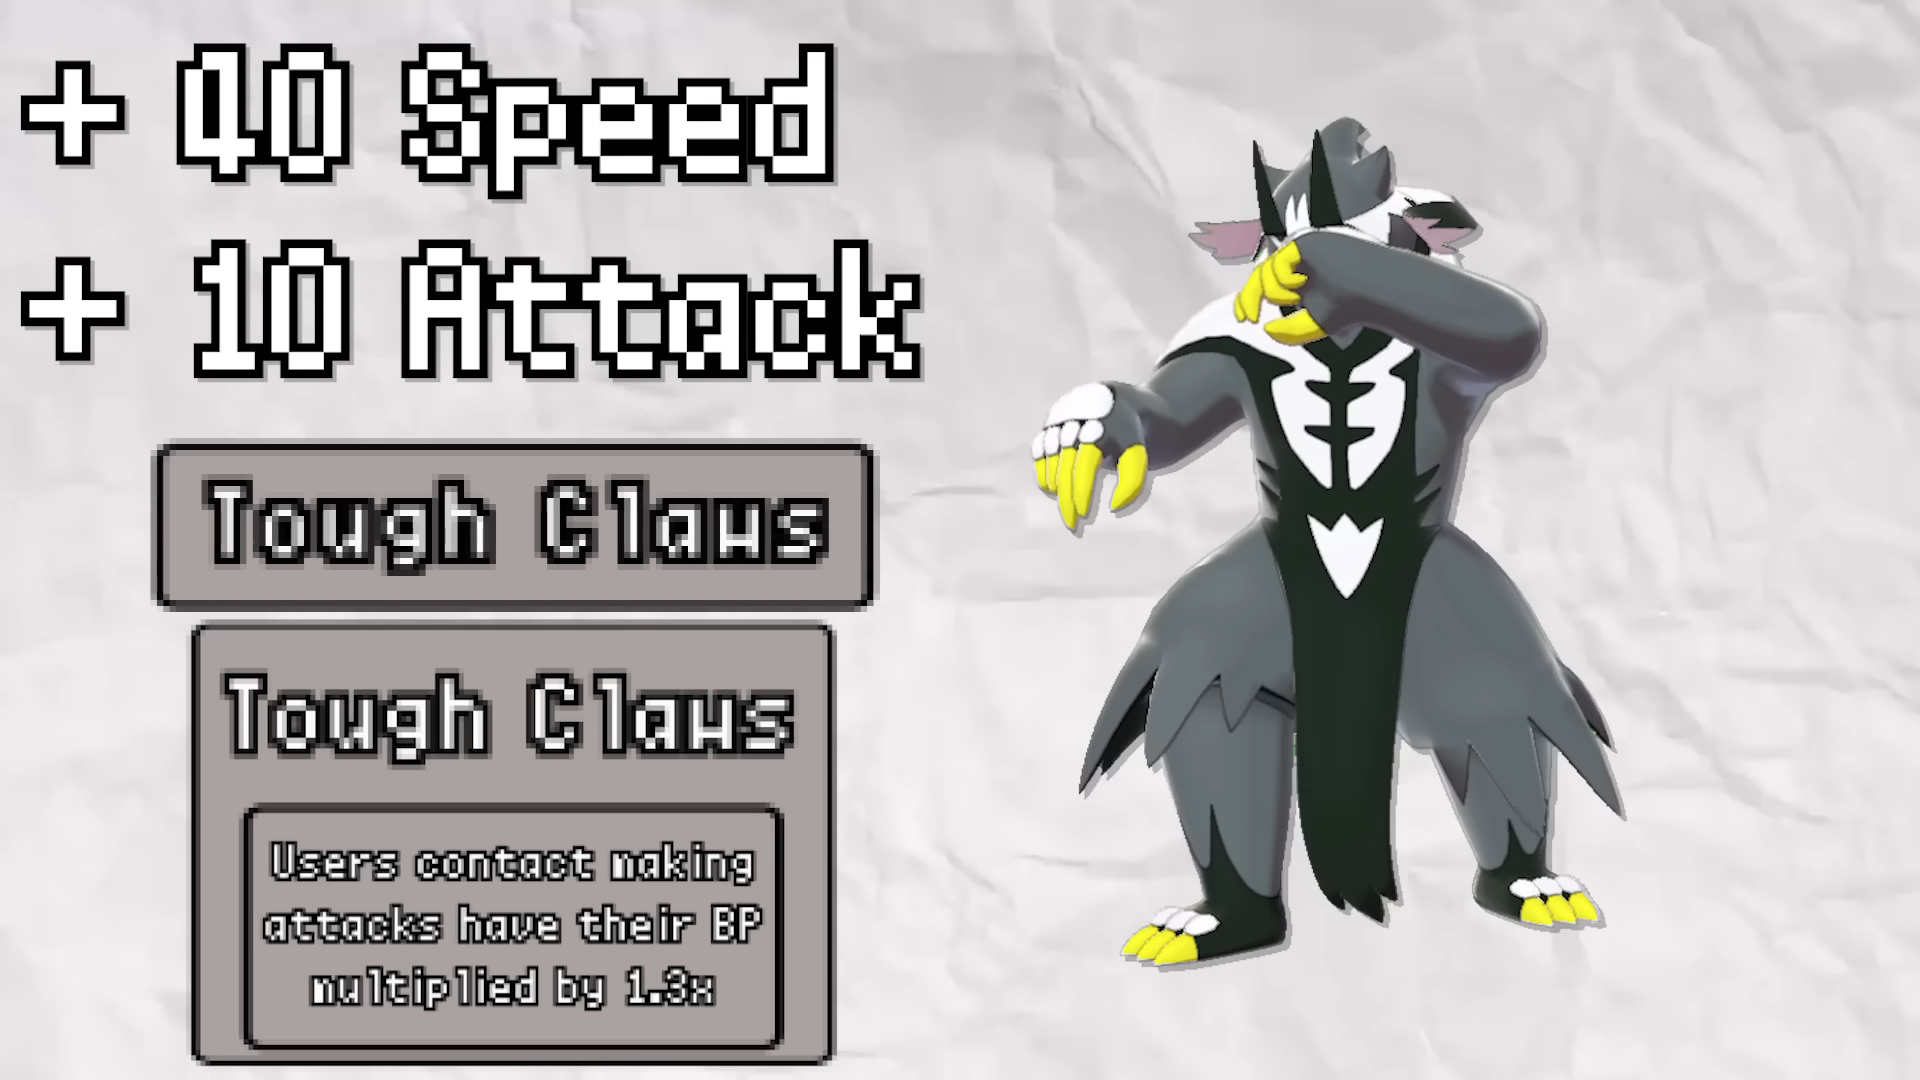 + 40 Speed
+ 10 Attack
Tough Claws
Tough Claws
Users contact making
attacks have their BP
multiplied by 1.3x